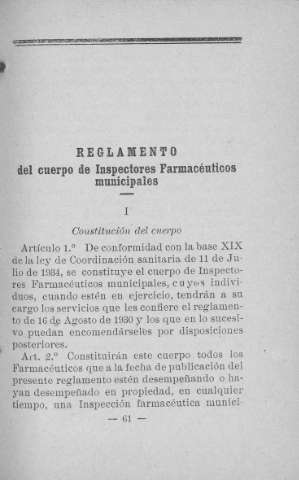 REGLAMENTO
del cuerpo de Inspectores Farmacéuticos
municipales
I
Constitución del cuerpo
Artículo 1.º De conformidad con la base XIX
de la ley de Coordinación sanitaria de 11 de Ju-
lio de 1934, se constituye el cuerpo de Inspecto-
res Farmacéuticos municipales, cuyos indivi-
duos, cuando estén en ejercicio, tendrán a su
cargo los servicios que les confiere el reglamen-
to de 16 de Agosto de 1930 y los que en lo sucesi-
vo puedan encomendárseles por disposiciones
posteriores.
Art. 2.º Constituirán este cuerpo todos los
Farmacéuticos que a la fecha de publicación del
presente reglamento estén desempeñando o ha-
yan desempeñado en propiedad, en cualquier
tiempo, una Inspección farmacéutica munici-
— 61 —